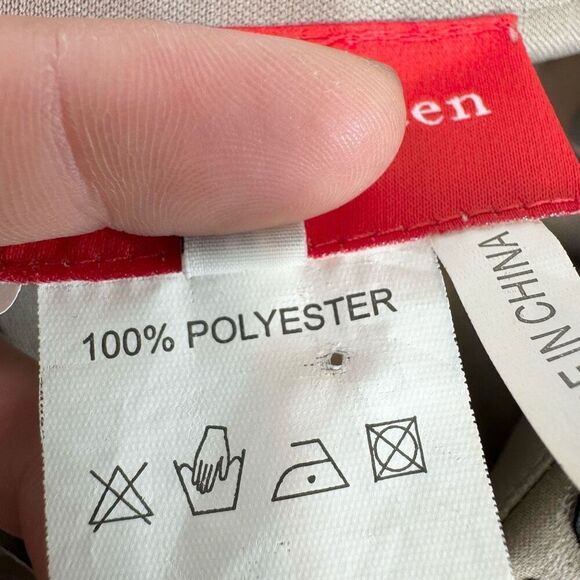 en
100% POLYESTER
E IN CHINA